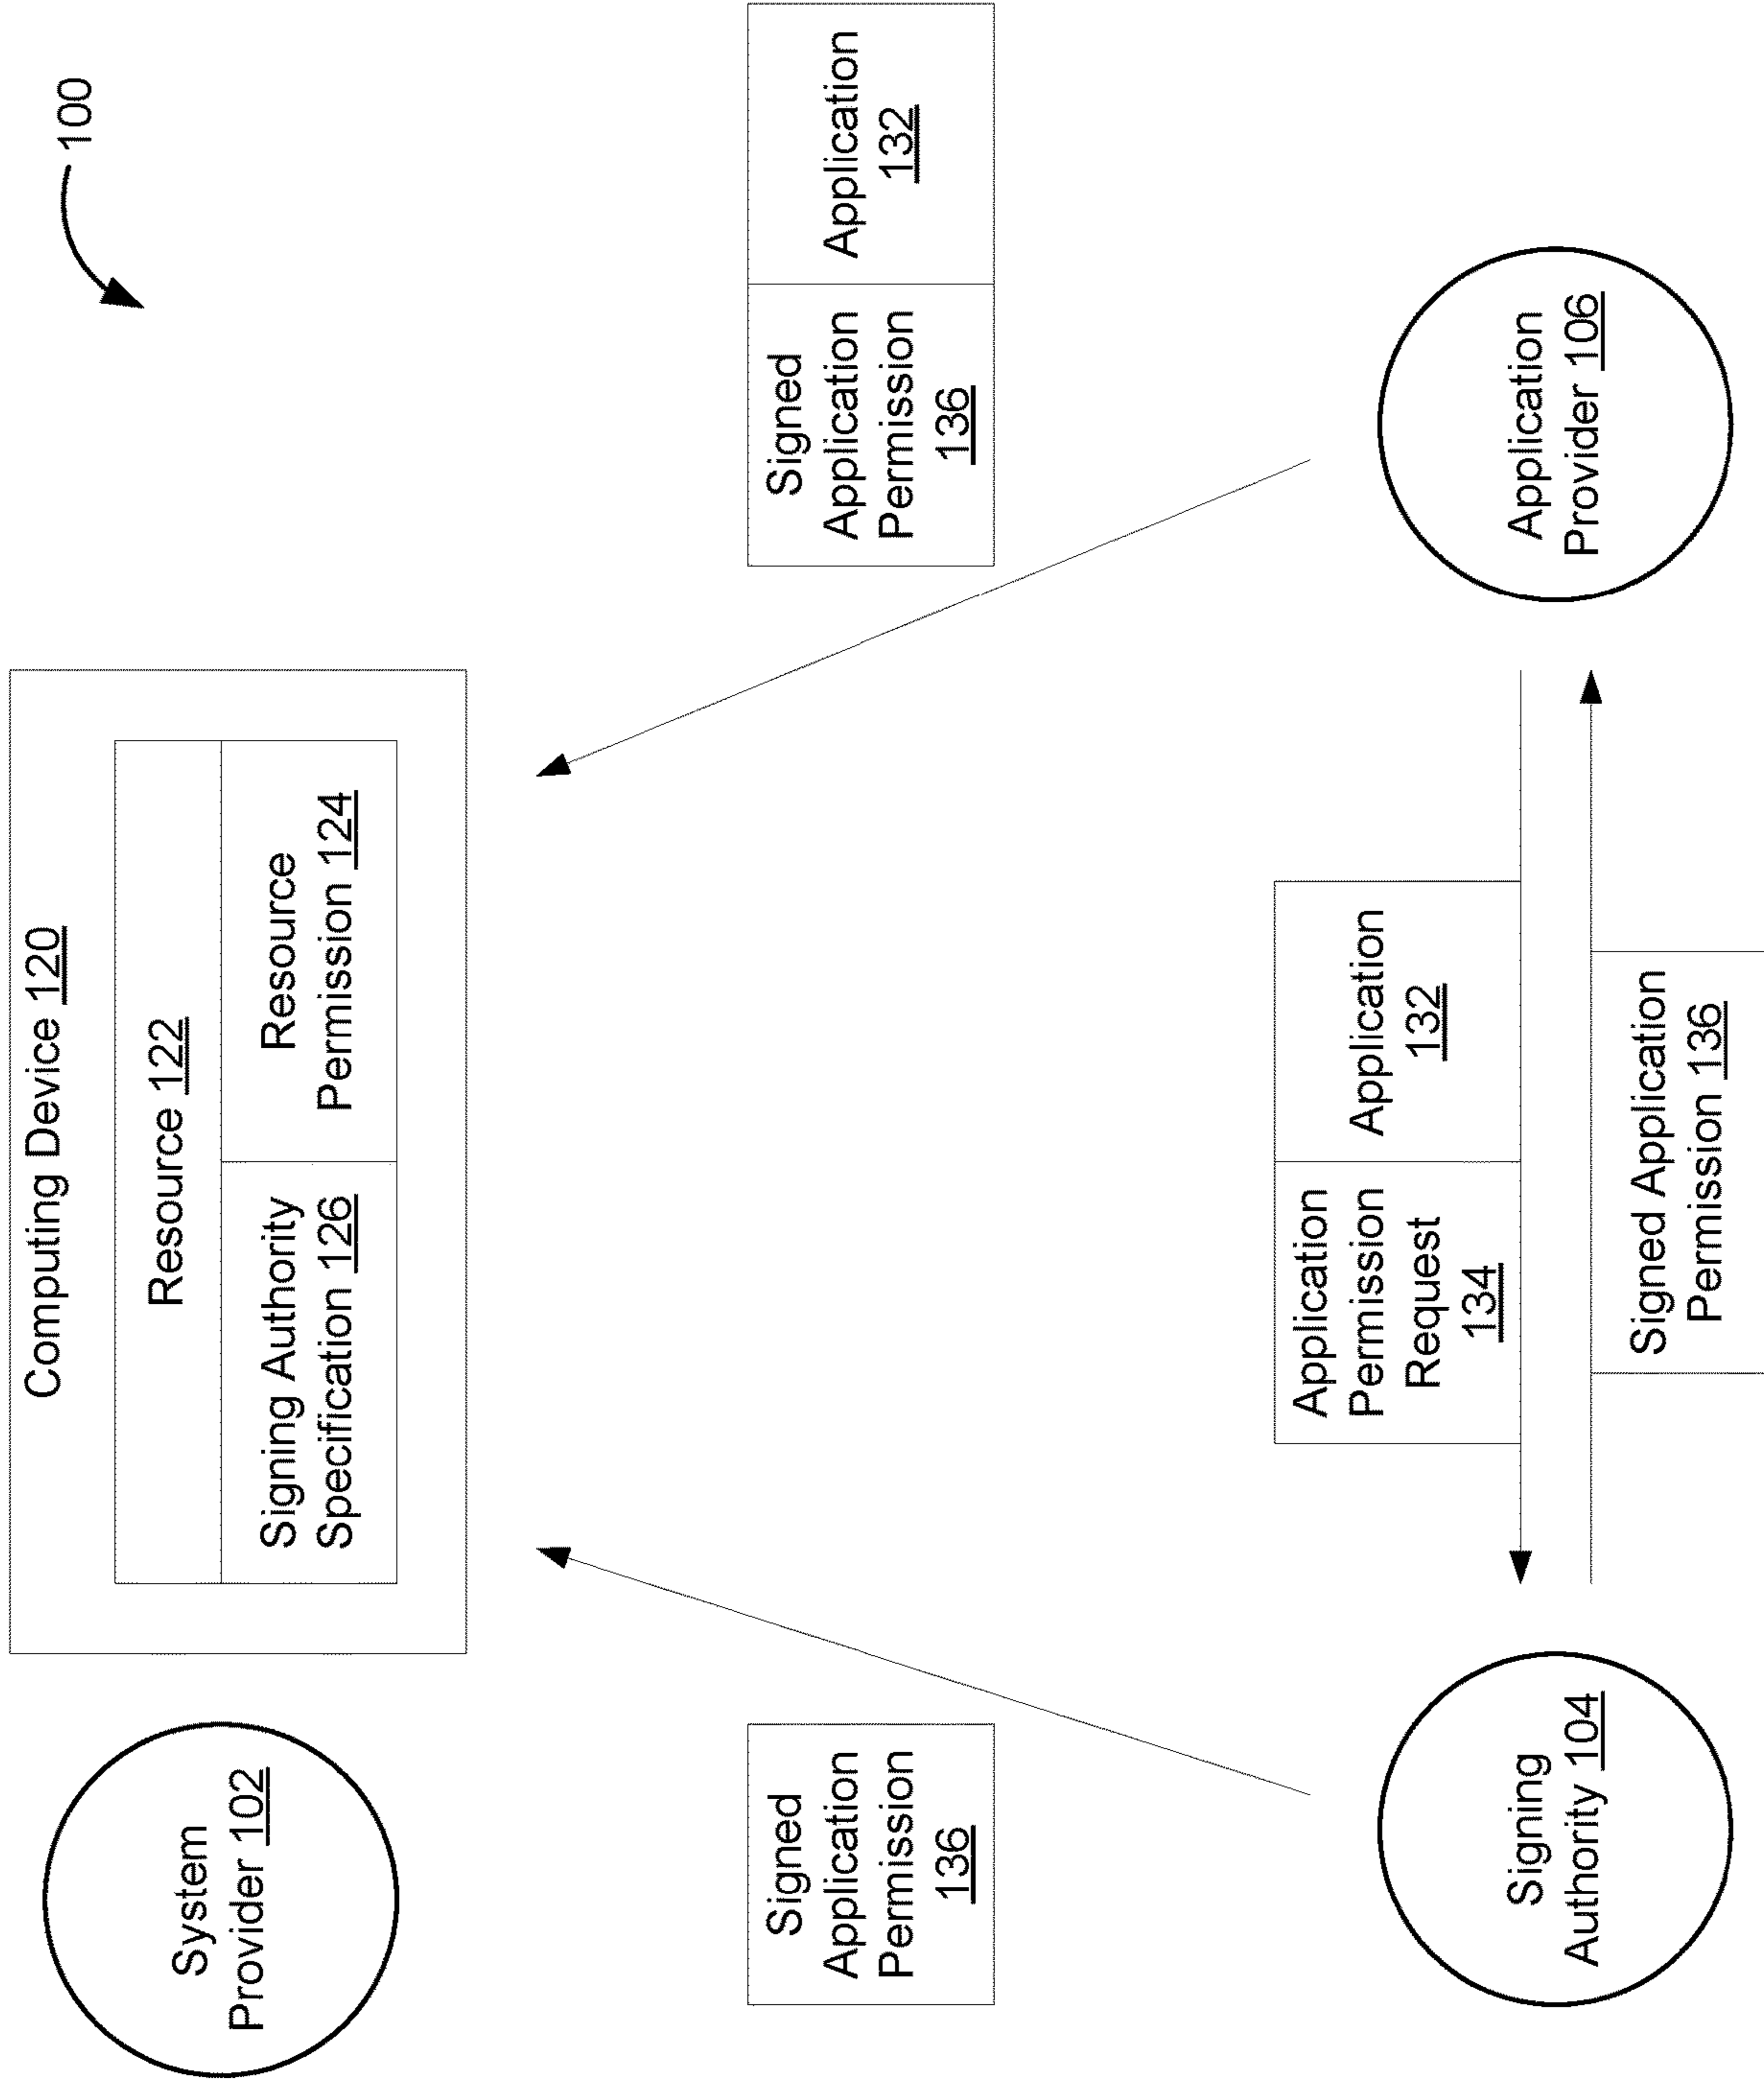 100
System
Provider 102
Computing Device 120
Resource 122
Signing Authority
Specification 126
Resource
Permission 124
Signed
Application
Permission
136
Signed
Application
Permission
136
Application
132
Application
Permission
Request
134
Application
132
Signing
Authority 104
Signed Application
Permission 136
Application
Provider 106